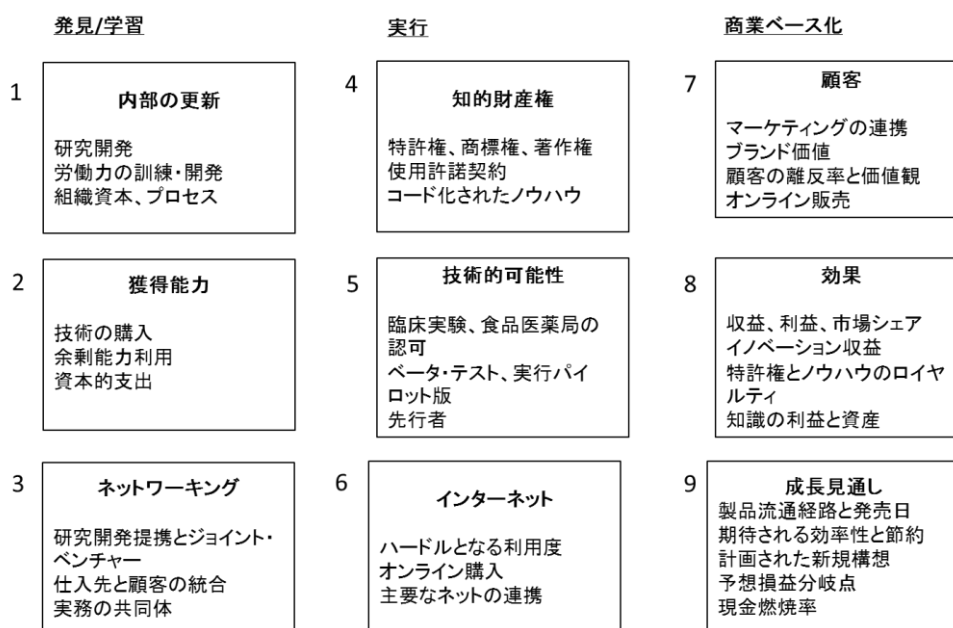 発見/学習
1
内部の更新
研究開発
労働力の訓練・開発
組織資本、プロセス
2
獲得能力
技術の購入
余剰能力利用
資本的支出
3
ネットワーキング
研究開発提携とジョイント・
ベンチャー
仕入先と顧客の統合
実務の共同体
実行
4
知的財産権
特許権、商標権、著作権
使用許諾契約
コード化されたノウハウ
5
技術的可能性
臨床実験、食品医薬局の
認可
ベータ・テスト、実行パイ
ロット版
先行者
6
インターネット
ハードルとなる利用度
オンライン購入
主要なネットの連携
商業ベース化
7
顧客
マーケティングの連携
ブランド価値
顧客の離反率と価値観
オンライン販売
8
効果
収益、利益、市場シェア
イノベーション収益
特許権とノウハウのロイヤ
ルティ
知識の利益と資産
9
成長見通し
製品流通経路と発売日
期待される効率性と節約
計画された新規構想
予想損益分岐点
現金燃焼率